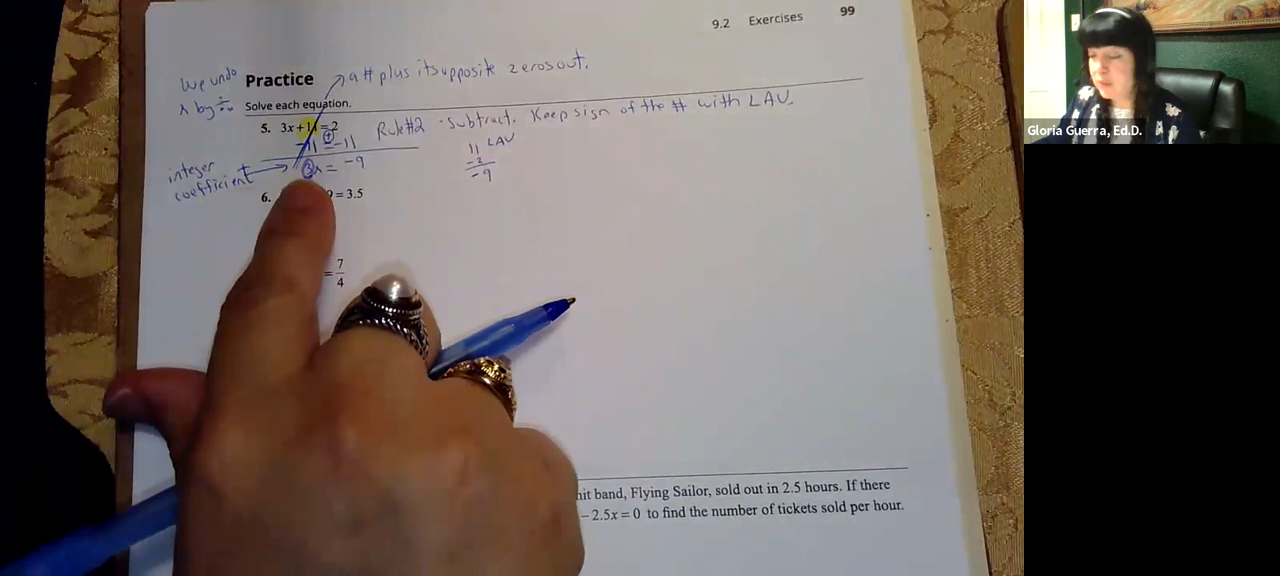 9.2 Exercises 99
We undo
x by ÷
a # plus its opposite zeros out.
Practice
Solve each equation.
5. 3x+11=2
-11 = -11
Rule #2 - Subtract. Keep sign of the # with LAV.
11 LAV
-2
-9
3x = -9
integer
coefficient
6. 9 = 3.5
= 7/4
hit band, Flying Sailor, sold out in 2.5 hours. If there
-2.5x=0 to find the number of tickets sold per hour.
Gloria Guerra, Ed.D.